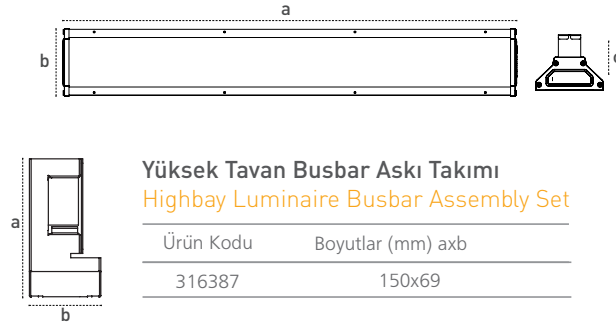 a
b
Yüksek Tavan Busbar Askı Takımı
Highbay Luminaire Busbar Assembly Set
a
Ürün Kodu Boyutlar (mm) axb
316387 150x69
b